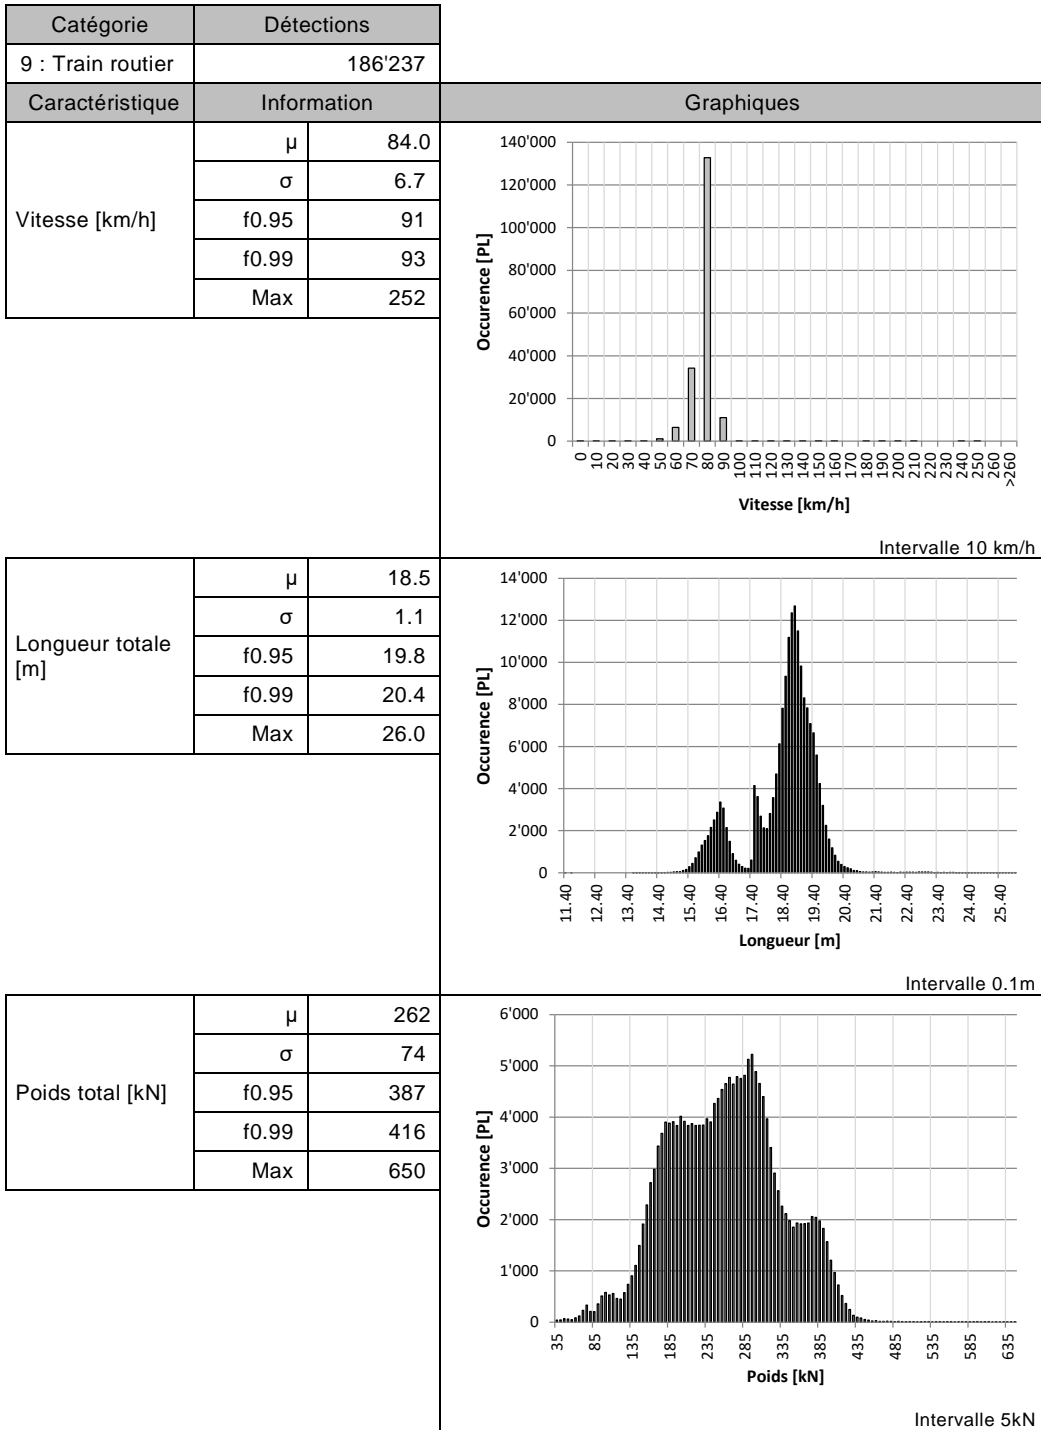 Catégorie Détections
9 : Train routier 186'237
Caractéristique Information Graphiques
Vitesse [km/h]
µ 84.0
σ 6.7
f0.95 91
f0.99 93
Max 252
140'000
120'000
100'000
80'000
60'000
40'000
20'000
0
Occurence [PL]
0 10 20 30 40 50 60 70 80 90 100 110 120 130 140 150 160 170 180 190 200 210 220 230 240 250 260 >260
Vitesse [km/h]
Intervalle 10 km/h
Longueur totale
[m]
µ 18.5
σ 1.1
f0.95 19.8
f0.99 20.4
Max 26.0
14'000
12'000
10'000
8'000
6'000
4'000
2'000
0
Occurence [PL]
11.40 12.40 13.40 14.40 15.40 16.40 17.40 18.40 19.40 20.40 21.40 22.40 23.40 24.40 25.40
Longueur [m]
Intervalle 0.1m
Poids total [kN]
µ 262
σ 74
f0.95 387
f0.99 416
Max 650
6'000
5'000
4'000
3'000
2'000
1'000
0
Occurence [PL]
35 85 135 185 235 285 335 385 435 485 535 585 635
Poids [kN]
Intervalle 5kN